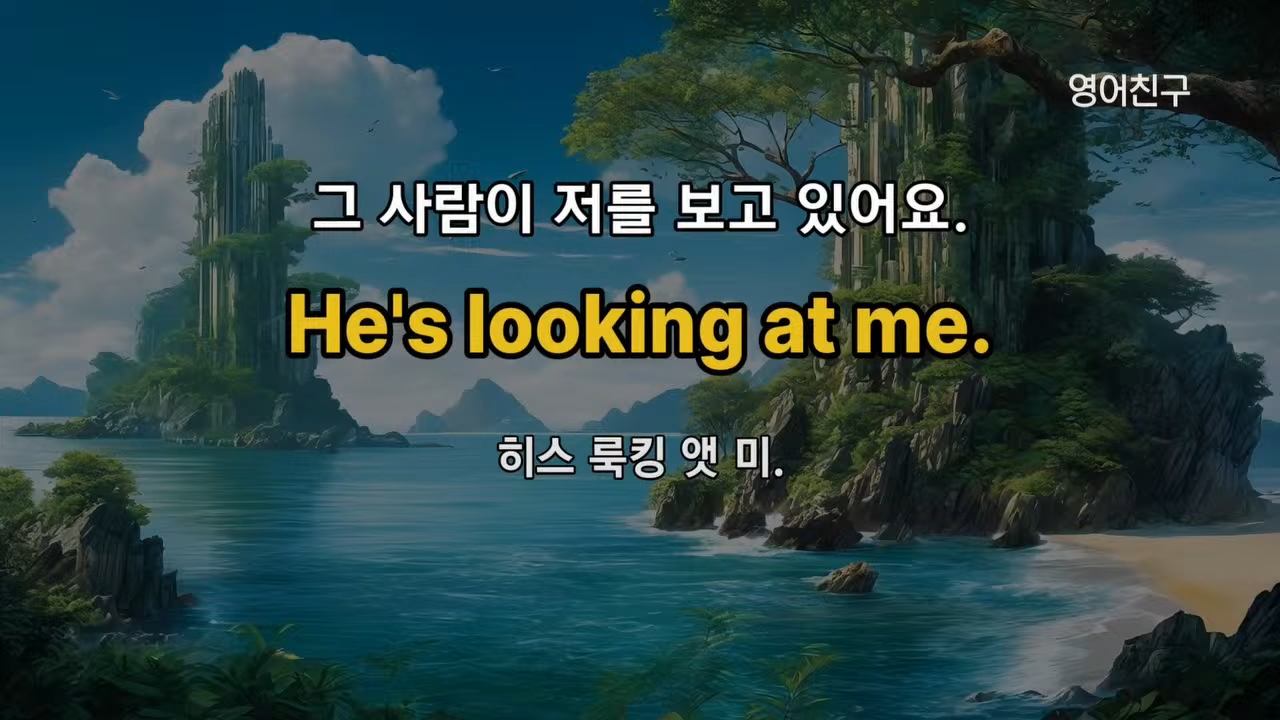 영어친구
그 사람이 저를 보고 있어요.
He's looking at me.
히스 룩킹 앳 미.